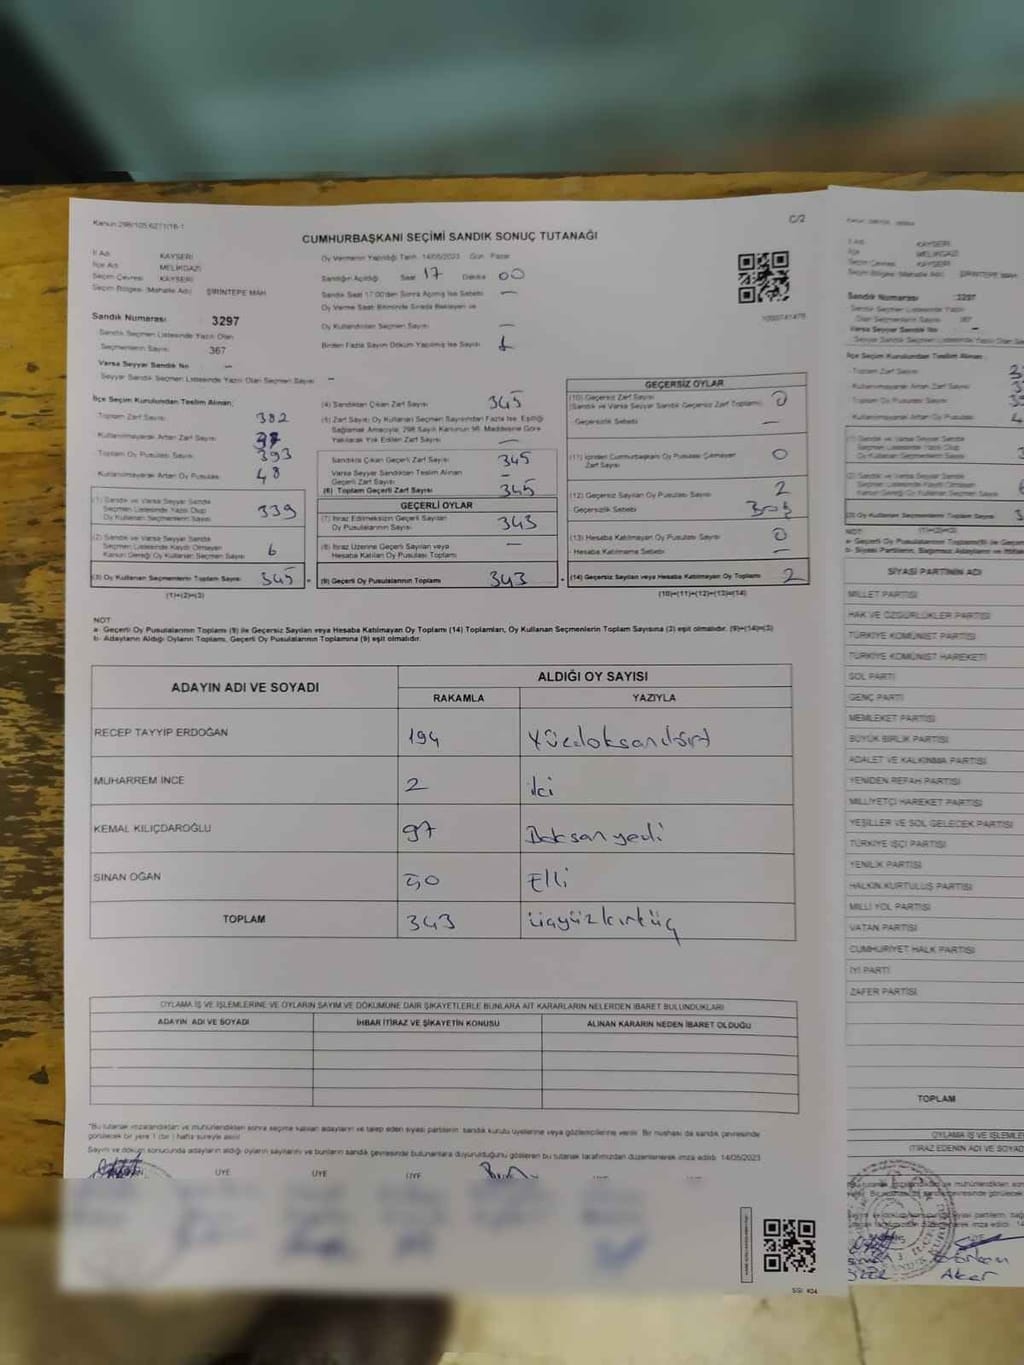 Kanun 298/105.6271/16-1
C/2
CUMHURBAŞKANI SEÇİMİ SANDIK SONUÇ TUTANAĞI
İl Adı KAYSERİ
İlçe Adı MELİKGAZİ
Seçim Çevresi KAYSERİ
Seçim Bölgesi (Mahalle Adı) ŞİRİNTEPE MAH
Sandık Numarası 3297
Sandık Seçmen Listesinde Yazılı Olan
Seçmenlerin Sayısı 367
Varsa Seyyar Sandık No –
Seyyar Sandık Seçmen Listesinde Yazılı Olan Seçmen Sayısı –
Oy Vermenin Yapıldığı Tarih 14/05/2023 Gün Pazar
Sandığın Açıldığı Saat 17 Dakika 00
Sandık Saat 17:00'den Sonra Açılmış İse Sebebi –
Oy Verme Saati Bitiminde Sırada Bekleyen ve
Oy Kullandırılan Seçmen Sayısı –
Birden Fazla Sayım Döküm Yapılmış İse Sayısı
İlçe Seçim Kurulundan Teslim Alınan:
Toplam Zarf Sayısı 382
Kullanılmayarak Artan Zarf Sayısı
Toplam Oy Pusulası Sayısı 393
Kullanılmayarak Artan Oy Pusulası 48
(1) Sandık ve Varsa Seyyar Sandık
Seçmen Listesinde Yazılı Olup
Oy Kullanan Seçmenlerin Sayısı 339
(2) Sandık ve Varsa Seyyar Sandık
Seçmen Listesinde Kaydı Olmayan
Kanun Gereği Oy Kullanan Seçmen Sayısı 6
(3) Oy Kullanan Seçmenlerin Toplam Sayısı 345
(1)+(2)=(3)
(4) Sandıktan Çıkan Zarf Sayısı 345
(5) Zarf Sayısı Oy Kullanan Seçmen Sayısından Fazla İse, Eşitliği
Sağlamak Amacıyla, 298 Sayılı Kanunun 98. Maddesine Göre
Yakılarak Yok Edilen Zarf Sayısı –
Sandıkta Çıkan Geçerli Zarf Sayısı 345
Varsa Seyyar Sandıktan Teslim Alınan
Geçerli Zarf Sayısı –
(6) Toplam Geçerli Zarf Sayısı 345
GEÇERLİ OYLAR
(7) İtiraz Edilmeksizin Geçerli Sayılan
Oy Pusulalarının Sayısı 343
(8) İtiraz Üzerine Geçerli Sayılan veya
Hesaba Katılan Oy Pusulası Toplamı –
(9) Geçerli Oy Pusulalarının Toplamı 343
GEÇERSİZ OYLAR
(10) Geçersiz Zarf Sayısı 0
(Sandık ve Varsa Seyyar Sandık Geçersiz Zarf Toplamı)
Geçersizlik Sebebi –
(11) İçinden Cumhurbaşkanı Oy Pusulası Çıkmayan 0
Zarf Sayısı
(12) Geçersiz Sayılan Oy Pusulası Sayısı 2
Geçersizlik Sebebi
(13) Hesaba Katılmayan Oy Pusulası Sayısı 0
Hesaba Katılmama Sebebi –
(14) Geçersiz Sayılan veya Hesaba Katılmayan Oy Toplamı 2
(10)+(11)+(12)+(13)=(14)
NOT
a- Geçerli Oy Pusulalarının Toplamı (9) ile Geçersiz Sayılan veya Hesaba Katılmayan Oy Toplamı (14) Toplamları, Oy Kullanan Seçmenlerin Toplam Sayısına (3) eşit olmalıdır. (9)+(14)=(3)
b- Adayların Aldığı Oyların Toplamı, Geçerli Oy Pusulalarının Toplamına (9) eşit olmalıdır.
ADAYIN ADI VE SOYADI ALDIĞI OY SAYISI
RAKAMLA YAZIYLA
RECEP TAYYİP ERDOĞAN 194 Yüzdoksandört
MUHARREM İNCE 2 iki
KEMAL KILIÇDAROĞLU 97 Doksanyedi
SİNAN OĞAN 50 Elli
TOPLAM 343 üçyüzkırküç
OYLAMA İŞ VE İŞLEMLERİNE VE OYLARIN SAYIM VE DÖKÜMÜNE DAİR ŞİKAYETLERLE BUNLARA AİT KARARLARIN NELERDEN İBARET BULUNDUKLARI
ADAYIN ADI VE SOYADI İHBAR İTİRAZ VE ŞİKAYETİN KONUSU ALINAN KARARIN NEDEN İBARET OLDUĞU
*Bu tutanak imzalandıktan ve mühürlendikten sonra seçime katılan adayların ve talep eden siyasi partilerin sandık kurulu üyelerine veya gözlemcilerine verilir. Bir nüshası da sandık çevresinde
görülecek bir yere 1 (bir) hafta süreyle asılır.
Sayım ve döküm sonucunda adayların aldığı oyların sayılarını ve bunların sandık çevresinde bulunanlara duyurulduğunu gösteren bu tutanak tarafımızdan düzenlenerek imza edildi. 14/05/2023
ÜYE ÜYE ÜYE ÜYE
KAYSERİ
MELİKGAZİ
KAYSERİ
ŞİRİNTEPE MAH
Sandık Numarası 3297
SİYASİ PARTİNİN ADI
MİLLET PARTİSİ
HAK VE ÖZGÜRLÜKLER PARTİSİ
TÜRKİYE KOMÜNİST PARTİSİ
TÜRKİYE KOMÜNİST HAREKETİ
SOL PARTİ
GENÇ PARTİ
MEMLEKET PARTİSİ
BÜYÜK BİRLİK PARTİSİ
ADALET VE KALKINMA PARTİSİ
YENİDEN REFAH PARTİSİ
MİLLİYETÇİ HAREKET PARTİSİ
YEŞİLLER VE SOL GELECEK PARTİSİ
TÜRKİYE İŞÇİ PARTİSİ
YENİLİK PARTİSİ
HALKIN KURTULUŞ PARTİSİ
MİLLİ YOL PARTİSİ
VATAN PARTİSİ
CUMHURİYET HALK PARTİSİ
İYİ PARTİ
ZAFER PARTİSİ
TOPLAM